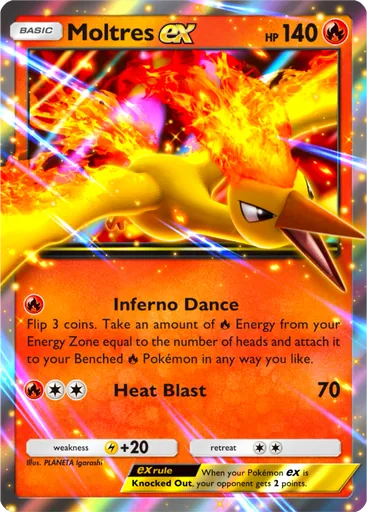 BASIC Moltres ex HP 140
Inferno Dance
Flip 3 coins. Take an amount of Energy from your
Energy Zone equal to the number of heads and attach it
to your Benched Pokémon in any way you like.
Heat Blast 70
weakness +20 retreat
Illus. PLANETA Igarashi
ex rule When your Pokémon ex is
Knocked Out, your opponent gets 2 points.